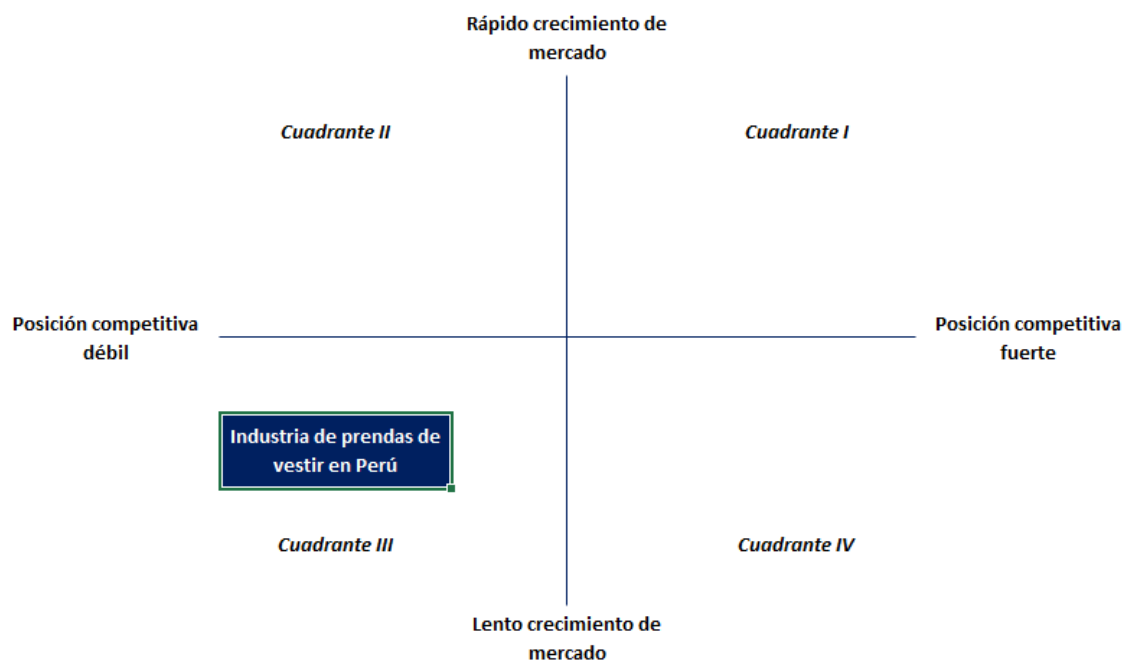 Rápido crecimiento de
mercado
Cuadrante II
Cuadrante I
Posición competitiva
débil
Posición competitiva
fuerte
Industria de prendas de
vestir en Perú
Cuadrante III
Cuadrante IV
Lento crecimiento de
mercado